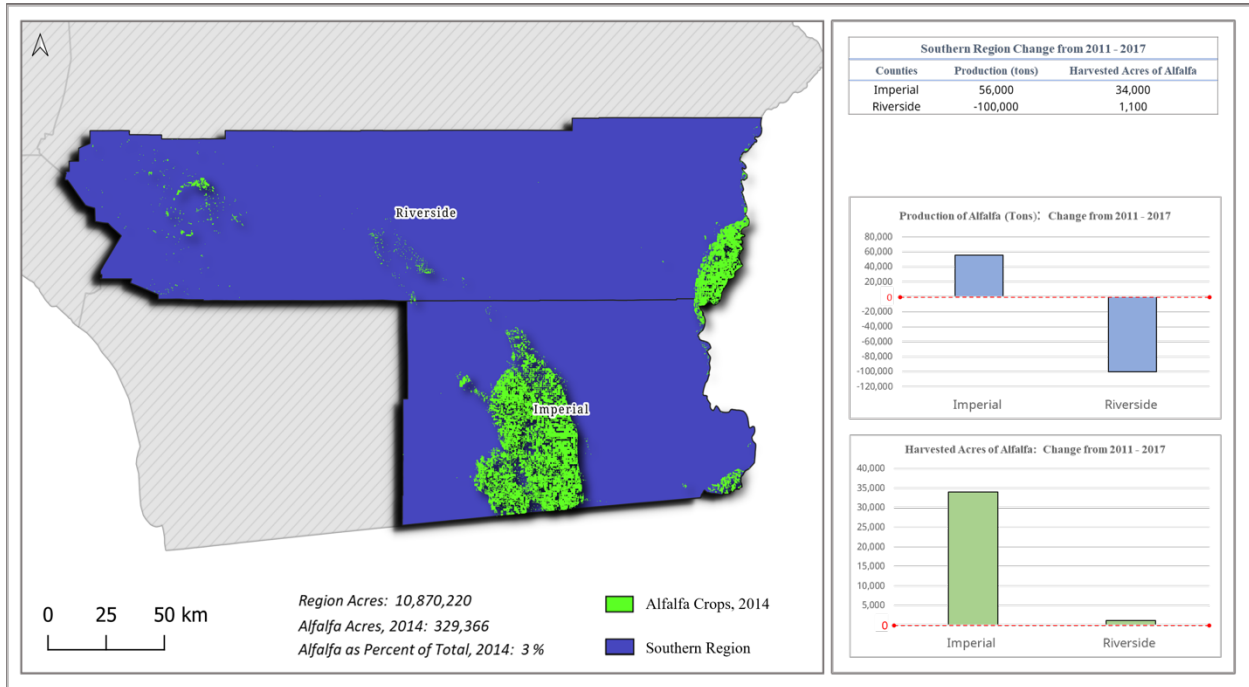 Riverside
Imperial
0 25 50 km
Region Acres: 10,870,220
Alfalfa Acres, 2014: 329,366
Alfalfa as Percent of Total, 2014: 3 %
Alfalfa Crops, 2014
Southern Region
Southern Region Change from 2011 - 2017
Counties Production (tons) Harvested Acres of Alfalfa
Imperial 56,000 34,000
Riverside -100,000 1,100
Production of Alfalfa (Tons): Change from 2011 - 2017
80,000
60,000
40,000
20,000
0
-20,000
-40,000
-60,000
-80,000
-100,000
-120,000
Imperial Riverside
Harvested Acres of Alfalfa: Change from 2011 - 2017
40,000
35,000
30,000
25,000
20,000
15,000
10,000
5,000
0
Imperial Riverside